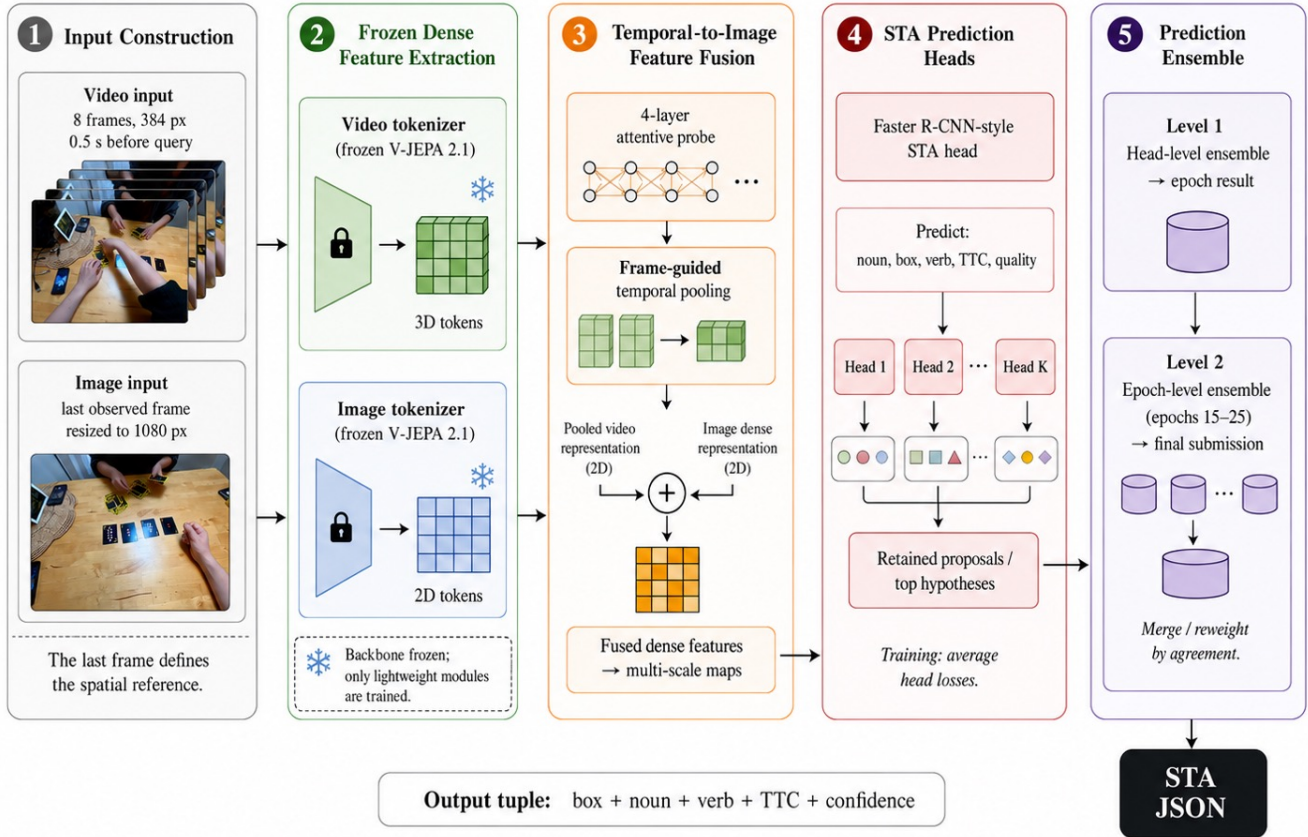 1 Input Construction
Video input
8 frames, 384 px
0.5 s before query
Image input
last observed frame
resized to 1080 px
The last frame defines
the spatial reference.
2 Frozen Dense
Feature Extraction
Video tokenizer
(frozen V-JEPA 2.1)
3D tokens
Image tokenizer
(frozen V-JEPA 2.1)
2D tokens
Backbone frozen;
only lightweight modules
are trained.
3 Temporal-to-Image
Feature Fusion
4-layer
attentive probe
...
Frame-guided
temporal pooling
Pooled video
representation
(2D)
Image dense
representation
(2D)
+
Fused dense features
→ multi-scale maps
4 STA Prediction
Heads
Faster R-CNN-style
STA head
Predict:
noun, box, verb, TTC, quality
Head 1 Head 2 ... Head K
...
Retained proposals /
top hypotheses
Training: average
head losses.
5 Prediction
Ensemble
Level 1
Head-level ensemble
→ epoch result
Level 2
Epoch-level ensemble
(epochs 15–25)
→ final submission
...
Merge / reweight
by agreement.
STA
JSON
Output tuple: box + noun + verb + TTC + confidence